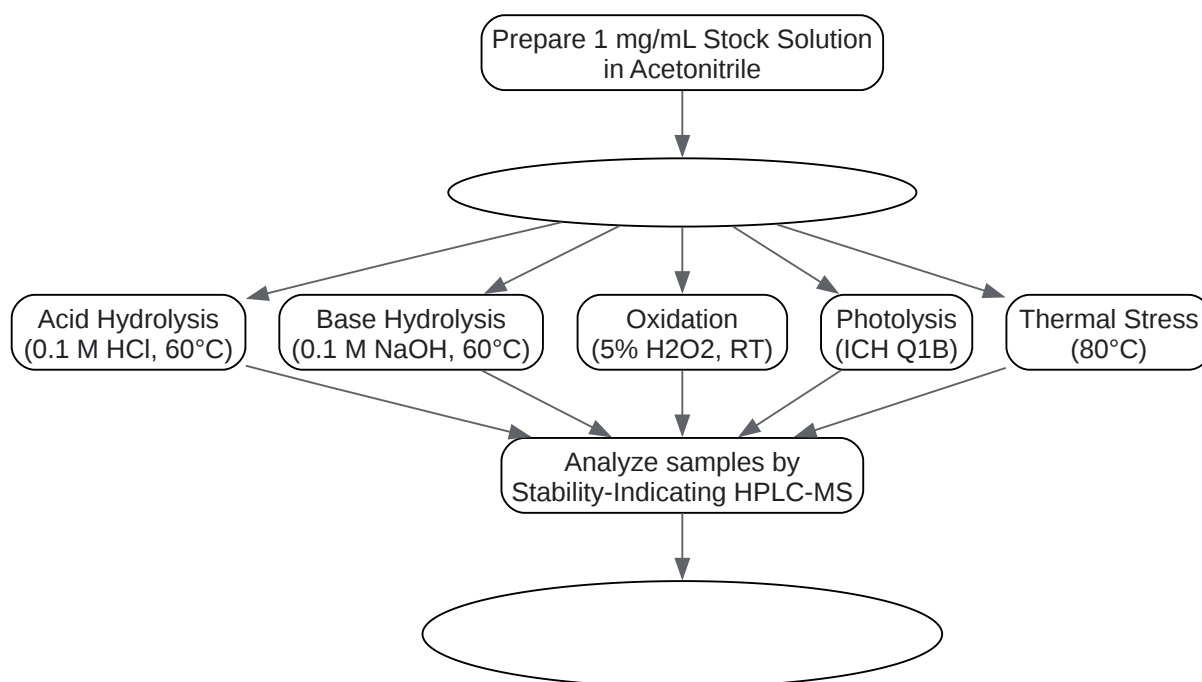 Prepare 1 mg/mL Stock Solution
in Acetonitrile
Acid Hydrolysis
(0.1 M HCl, 60°C)
Base Hydrolysis
(0.1 M NaOH, 60°C)
Oxidation
(5% H2O2, RT)
Photolysis
(ICH Q1B)
Thermal Stress
(80°C)
Analyze samples by
Stability-Indicating HPLC-MS